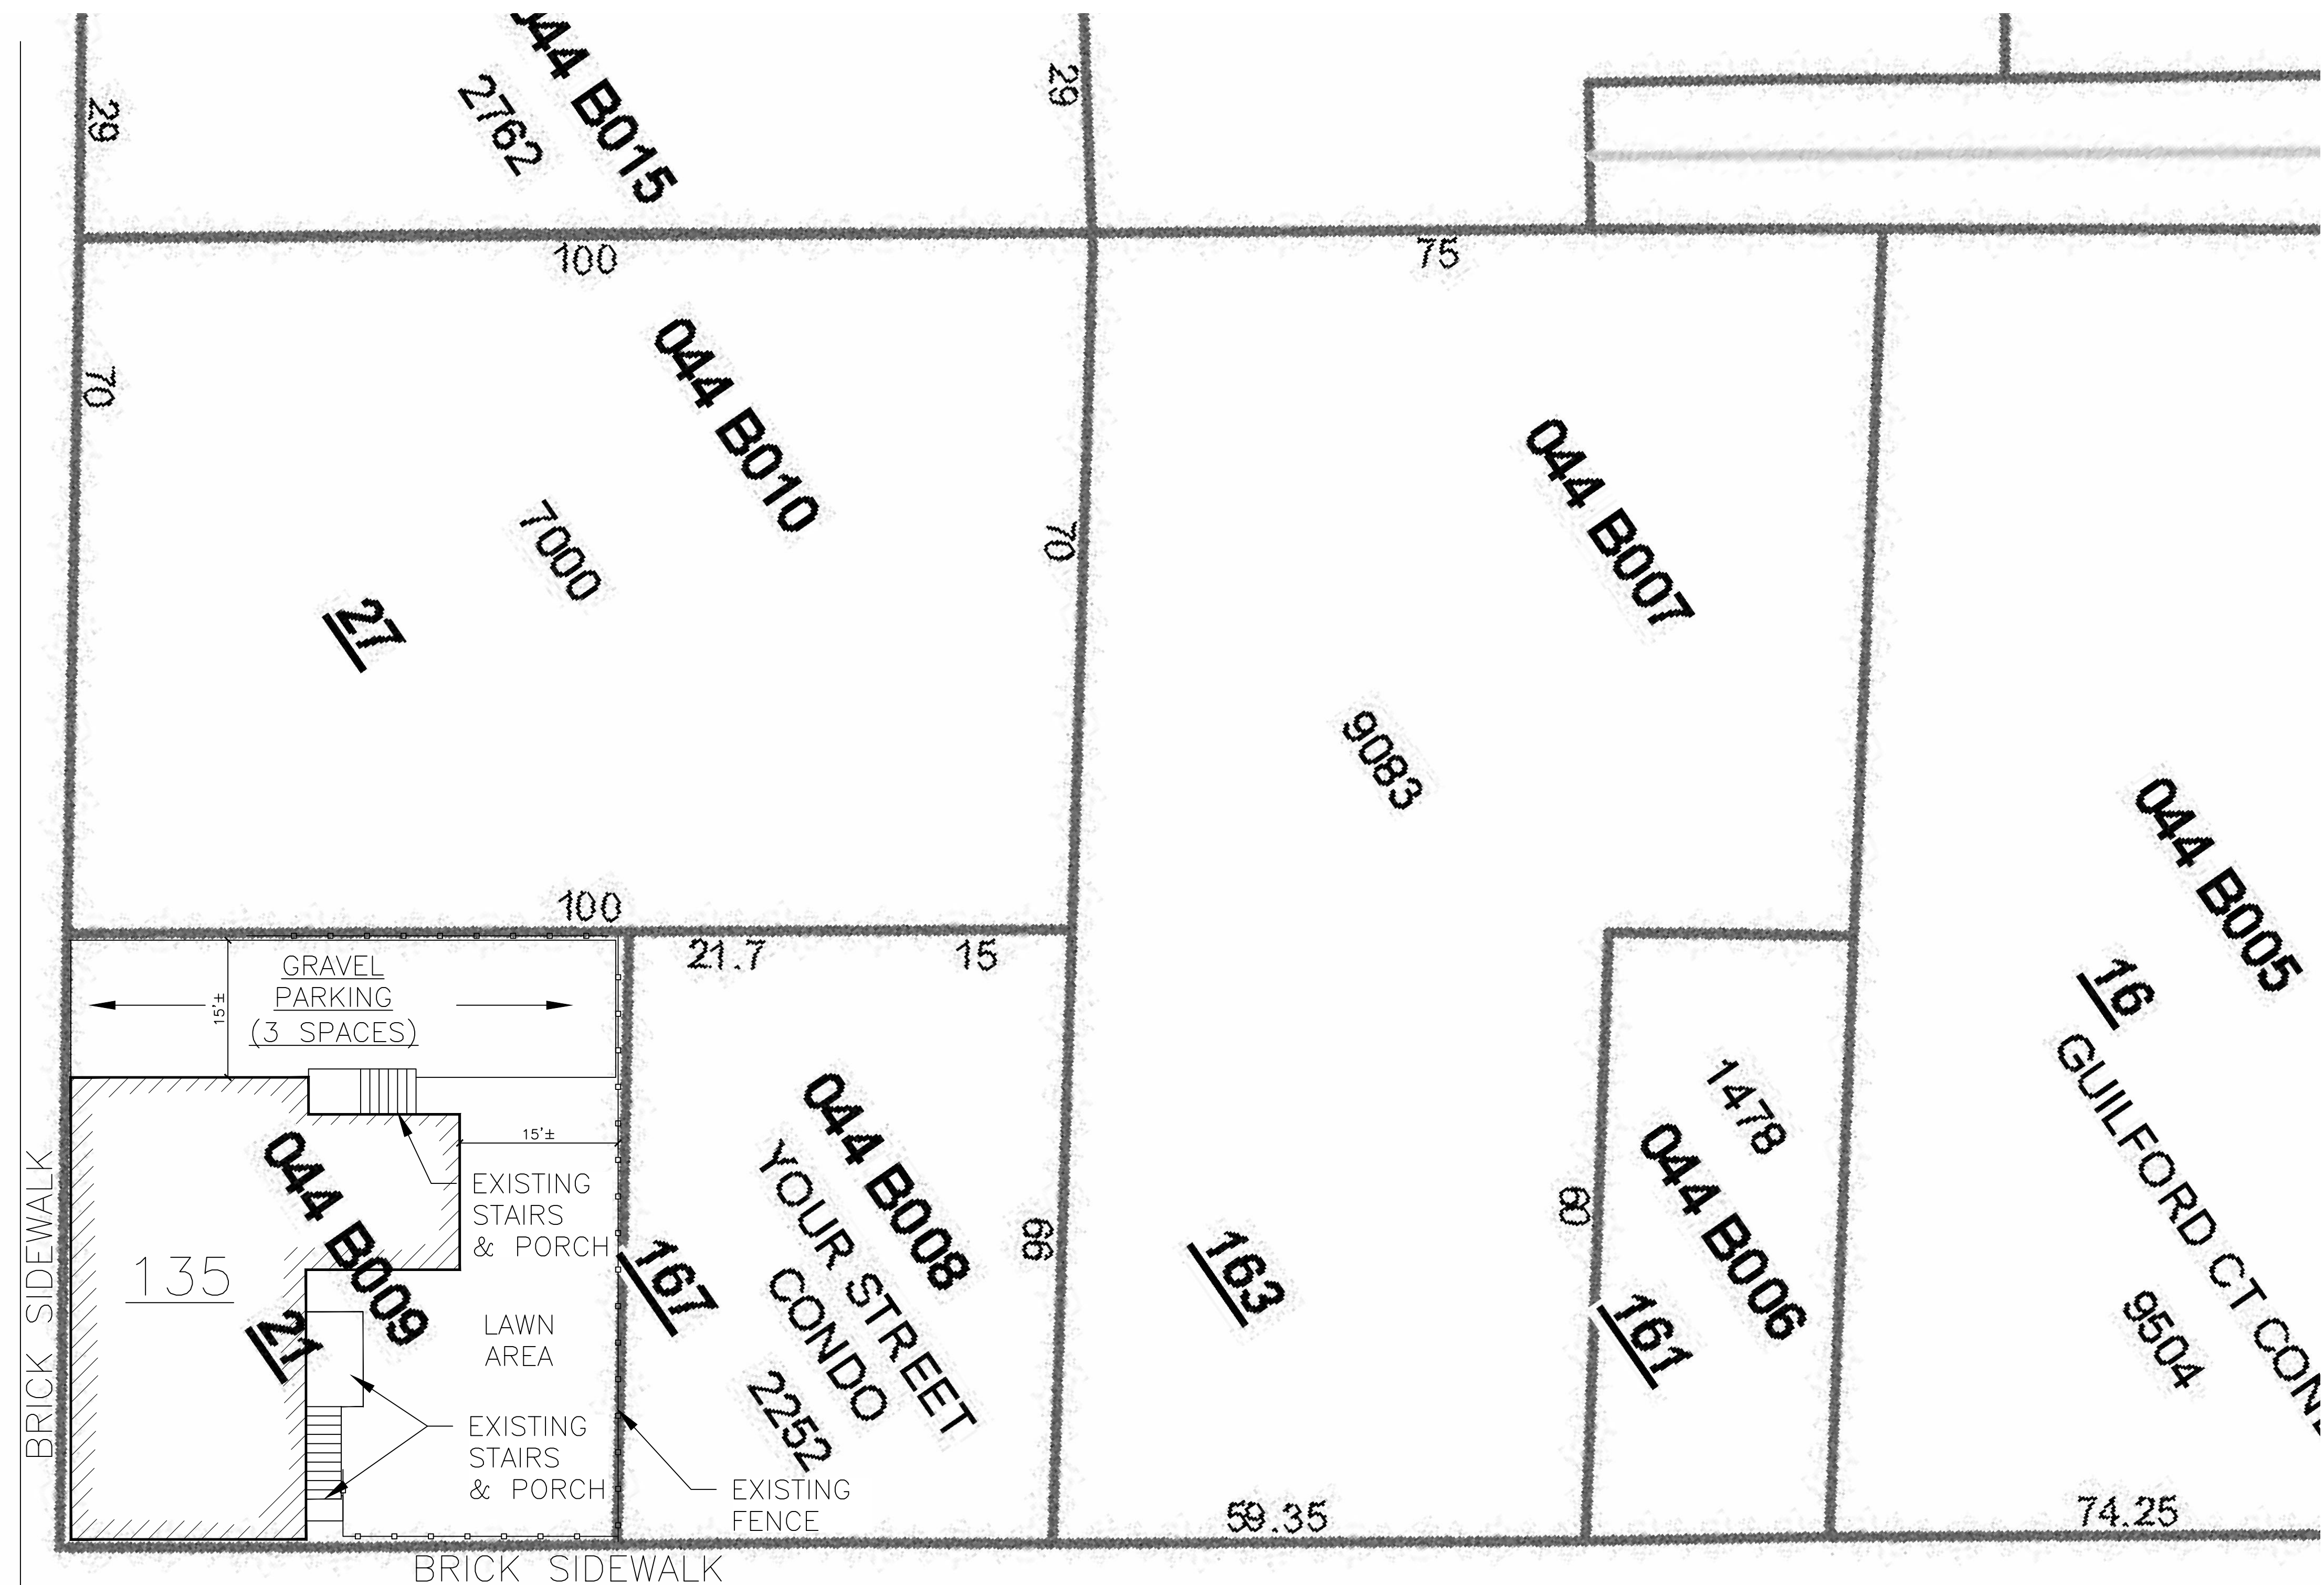 044 B015
2762
29
29
100
75
70
044 B010
7000
27
70
044 B007
9083
100
21.7
15
044 B005
16
GUILFORD CT CON
9504
GRAVEL
PARKING
(3 SPACES)
15'±
15'±
044 B009
135
21
EXISTING
STAIRS
& PORCH
LAWN
AREA
EXISTING
STAIRS
& PORCH
EXISTING
FENCE
BRICK SIDEWALK
BRICK SIDEWALK
167
044 B008
YOUR STREET
CONDO
2252
66
163
59.35
60
1478
044 B006
161
74.25